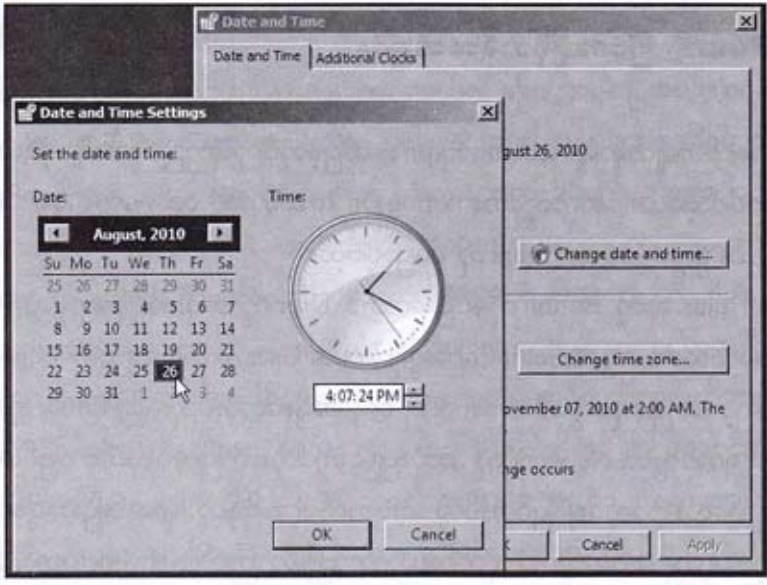 Date and Time
Date and Time
Additional Clocks
Date and Time Settings
Set the date and time:
gust 26, 2010
Date:
Time:
August, 2010
Su Mo Tu We Th Fr Sa
25 26 27 28 29 30 31
1 2 3 4 5 6 7
8 9 10 11 12 13 14
15 16 17 18 19 20 21
22 23 24 25 26 27 28
29 30 31 1 3 4
Change date and time...
Change time zone...
4:07:24 PM
ovember 07, 2010 at 2:00 AM. The
nge occurs
OK
Cancel
Cancel
Apply